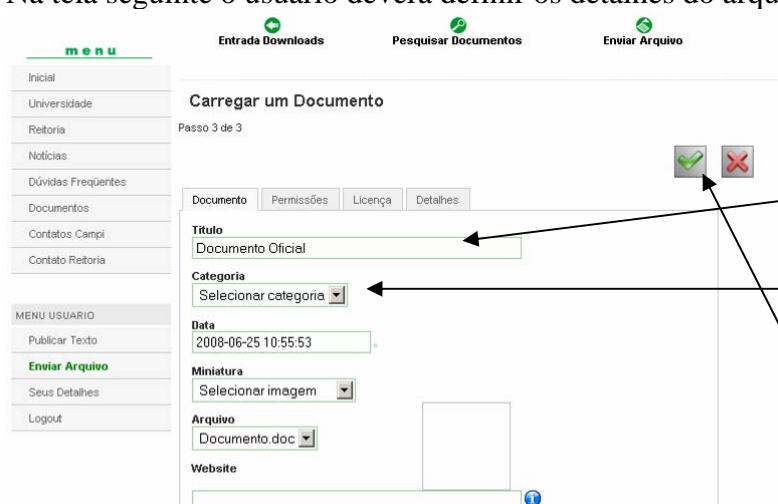 Na tela seguinte o usuário deverá definir os detalhes do arqu
Entrada Downloads
Pesquisar Documentos
Enviar Arquivo
menu
Inicial
Universidade
Reitoria
Notícias
Dúvidas Freqüentes
Documentos
Contatos Campi
Contato Reitoria
MENU USUARIO
Publicar Texto
Enviar Arquivo
Seus Detalhes
Logout
Carregar um Documento
Passo 3 de 3
Documento Permissões Licença Detalhes
Título
Documento Oficial
Categoria
Selecionar categoria
Data
2008-06-25 10:55:53
Miniatura
Selecionar imagem
Arquivo
Documento.doc
Website